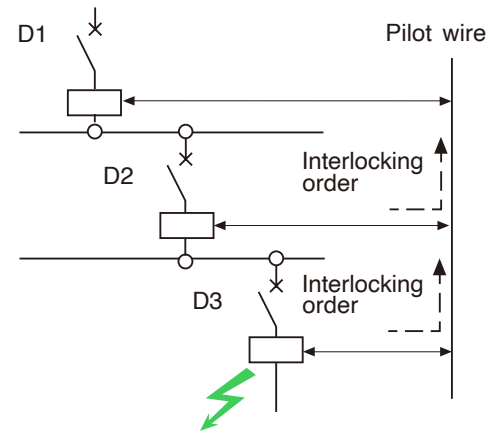 D1
Pilot wire
D2
Interlocking
order
D3
Interlocking
order